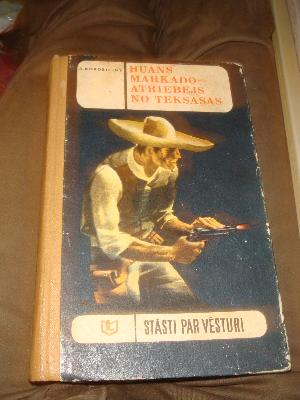 HUANS
MARKADO—
ATRIEBĒJS
NO TEKSASAS
STĀSTI PAR VĒSTURI